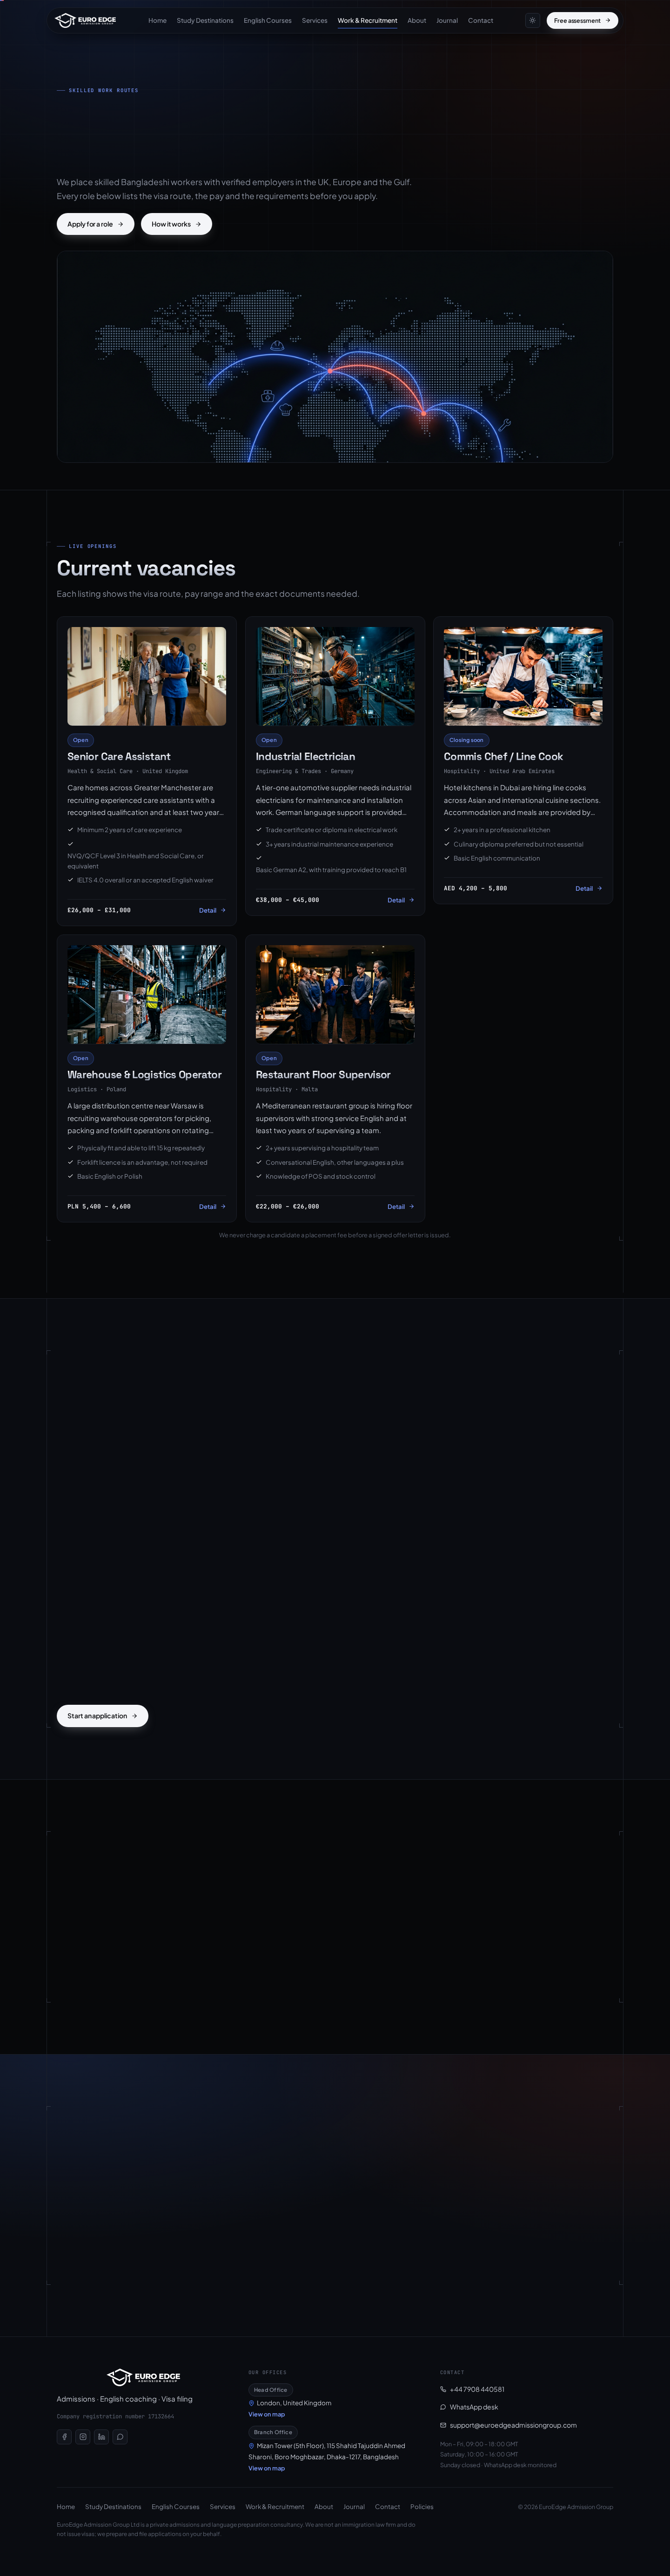 EURO EDGE
ADMISSION GROUP
Home
Study Destinations
English Courses
Services
Work & Recruitment
About
Journal
Contact
Free assessment
SKILLED WORK ROUTES
We place skilled Bangladeshi workers with verified employers in the UK, Europe and the Gulf.
Every role below lists the visa route, the pay and the requirements before you apply.
Apply for a role
How it works
LIVE OPENINGS
Current vacancies
Each listing shows the visa route, pay range and the exact documents needed.
Open
Senior Care Assistant
Health & Social Care · United Kingdom
Care homes across Greater Manchester are
recruiting experienced care assistants with a
recognised qualification and at least two year…
Minimum 2 years of care experience
NVQ/QCF Level 3 in Health and Social Care, or
equivalent
IELTS 4.0 overall or an accepted English waiver
£26,000 – £31,000
Detail
Open
Industrial Electrician
Engineering & Trades · Germany
A tier-one automotive supplier needs industrial
electricians for maintenance and installation
work. German language support is provided…
Trade certificate or diploma in electrical work
3+ years industrial maintenance experience
Basic German A2, with training provided to reach B1
€38,000 – €45,000
Detail
Closing soon
Commis Chef / Line Cook
Hospitality · United Arab Emirates
Hotel kitchens in Dubai are hiring line cooks
across Asian and international cuisine sections.
Accommodation and meals are provided by…
2+ years in a professional kitchen
Culinary diploma preferred but not essential
Basic English communication
AED 4,200 – 5,800
Detail
Open
Warehouse & Logistics Operator
Logistics · Poland
A large distribution centre near Warsaw is
recruiting warehouse operators for picking,
packing and forklift operations on rotating…
Physically fit and able to lift 15 kg repeatedly
Forklift licence is an advantage, not required
Basic English or Polish
PLN 5,400 – 6,600
Detail
Open
Restaurant Floor Supervisor
Hospitality · Malta
A Mediterranean restaurant group is hiring floor
supervisors with strong service English and at
least two years of supervising a team.
2+ years supervising a hospitality team
Conversational English, other languages a plus
Knowledge of POS and stock control
€22,000 – €26,000
Detail
We never charge a candidate a placement fee before a signed offer letter is issued.
Start an application
EURO EDGE
ADMISSION GROUP
Admissions · English coaching · Visa filing
Company registration number 17132664
OUR OFFICES
Head Office
London, United Kingdom
View on map
Branch Office
Mizan Tower (5th Floor), 115 Shahid Tajuddin Ahmed
Sharoni, Boro Moghbazar, Dhaka-1217, Bangladesh
View on map
CONTACT
+44 7908 440581
WhatsApp desk
support@euroedgeadmissiongroup.com
Mon – Fri, 09:00 – 18:00 GMT
Saturday, 10:00 – 16:00 GMT
Sunday closed · WhatsApp desk monitored
Home
Study Destinations
English Courses
Services
Work & Recruitment
About
Journal
Contact
Policies
© 2026 EuroEdge Admission Group
EuroEdge Admission Group Ltd is a private admissions and language preparation consultancy. We are not an immigration law firm and do
not issue visas; we prepare and file applications on your behalf.